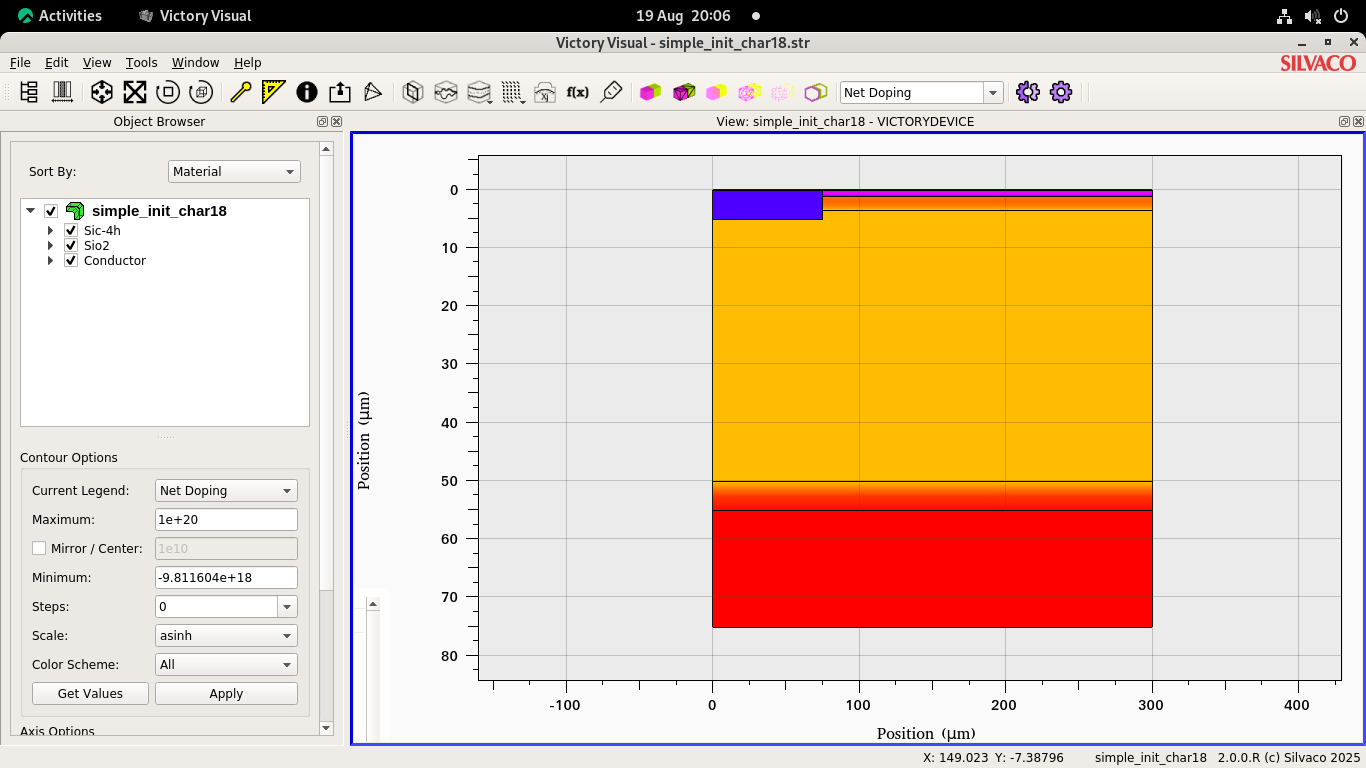 Activities Victory Visual 19 Aug 20:06
Victory Visual - simple_init_char18.str
File Edit View Tools Window Help
SILVACO
f(x) Net Doping
Object Browser
View: simple_init_char18 - VICTORYDEVICE
Sort By: Material
simple_init_char18
Sic-4h
Sio2
Conductor
Contour Options
Current Legend: Net Doping
Maximum: 1e+20
Mirror / Center: 1e10
Minimum: -9.811604e+18
Steps: 0
Scale: asinh
Color Scheme: All
Get Values Apply
Axis Options
Position (μm)
0
10
20
30
40
50
60
70
80
-100 0 100 200 300 400
Position (μm)
X: 149.023 Y: -7.38796 simple_init_char18 2.0.0.R (c) Silvaco 2025